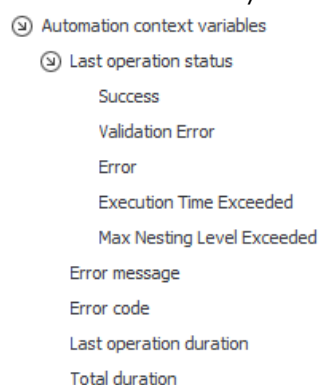 Automation context variables
Last operation status
Success
Validation Error
Error
Execution Time Exceeded
Max Nesting Level Exceeded
Error message
Error code
Last operation duration
Total duration